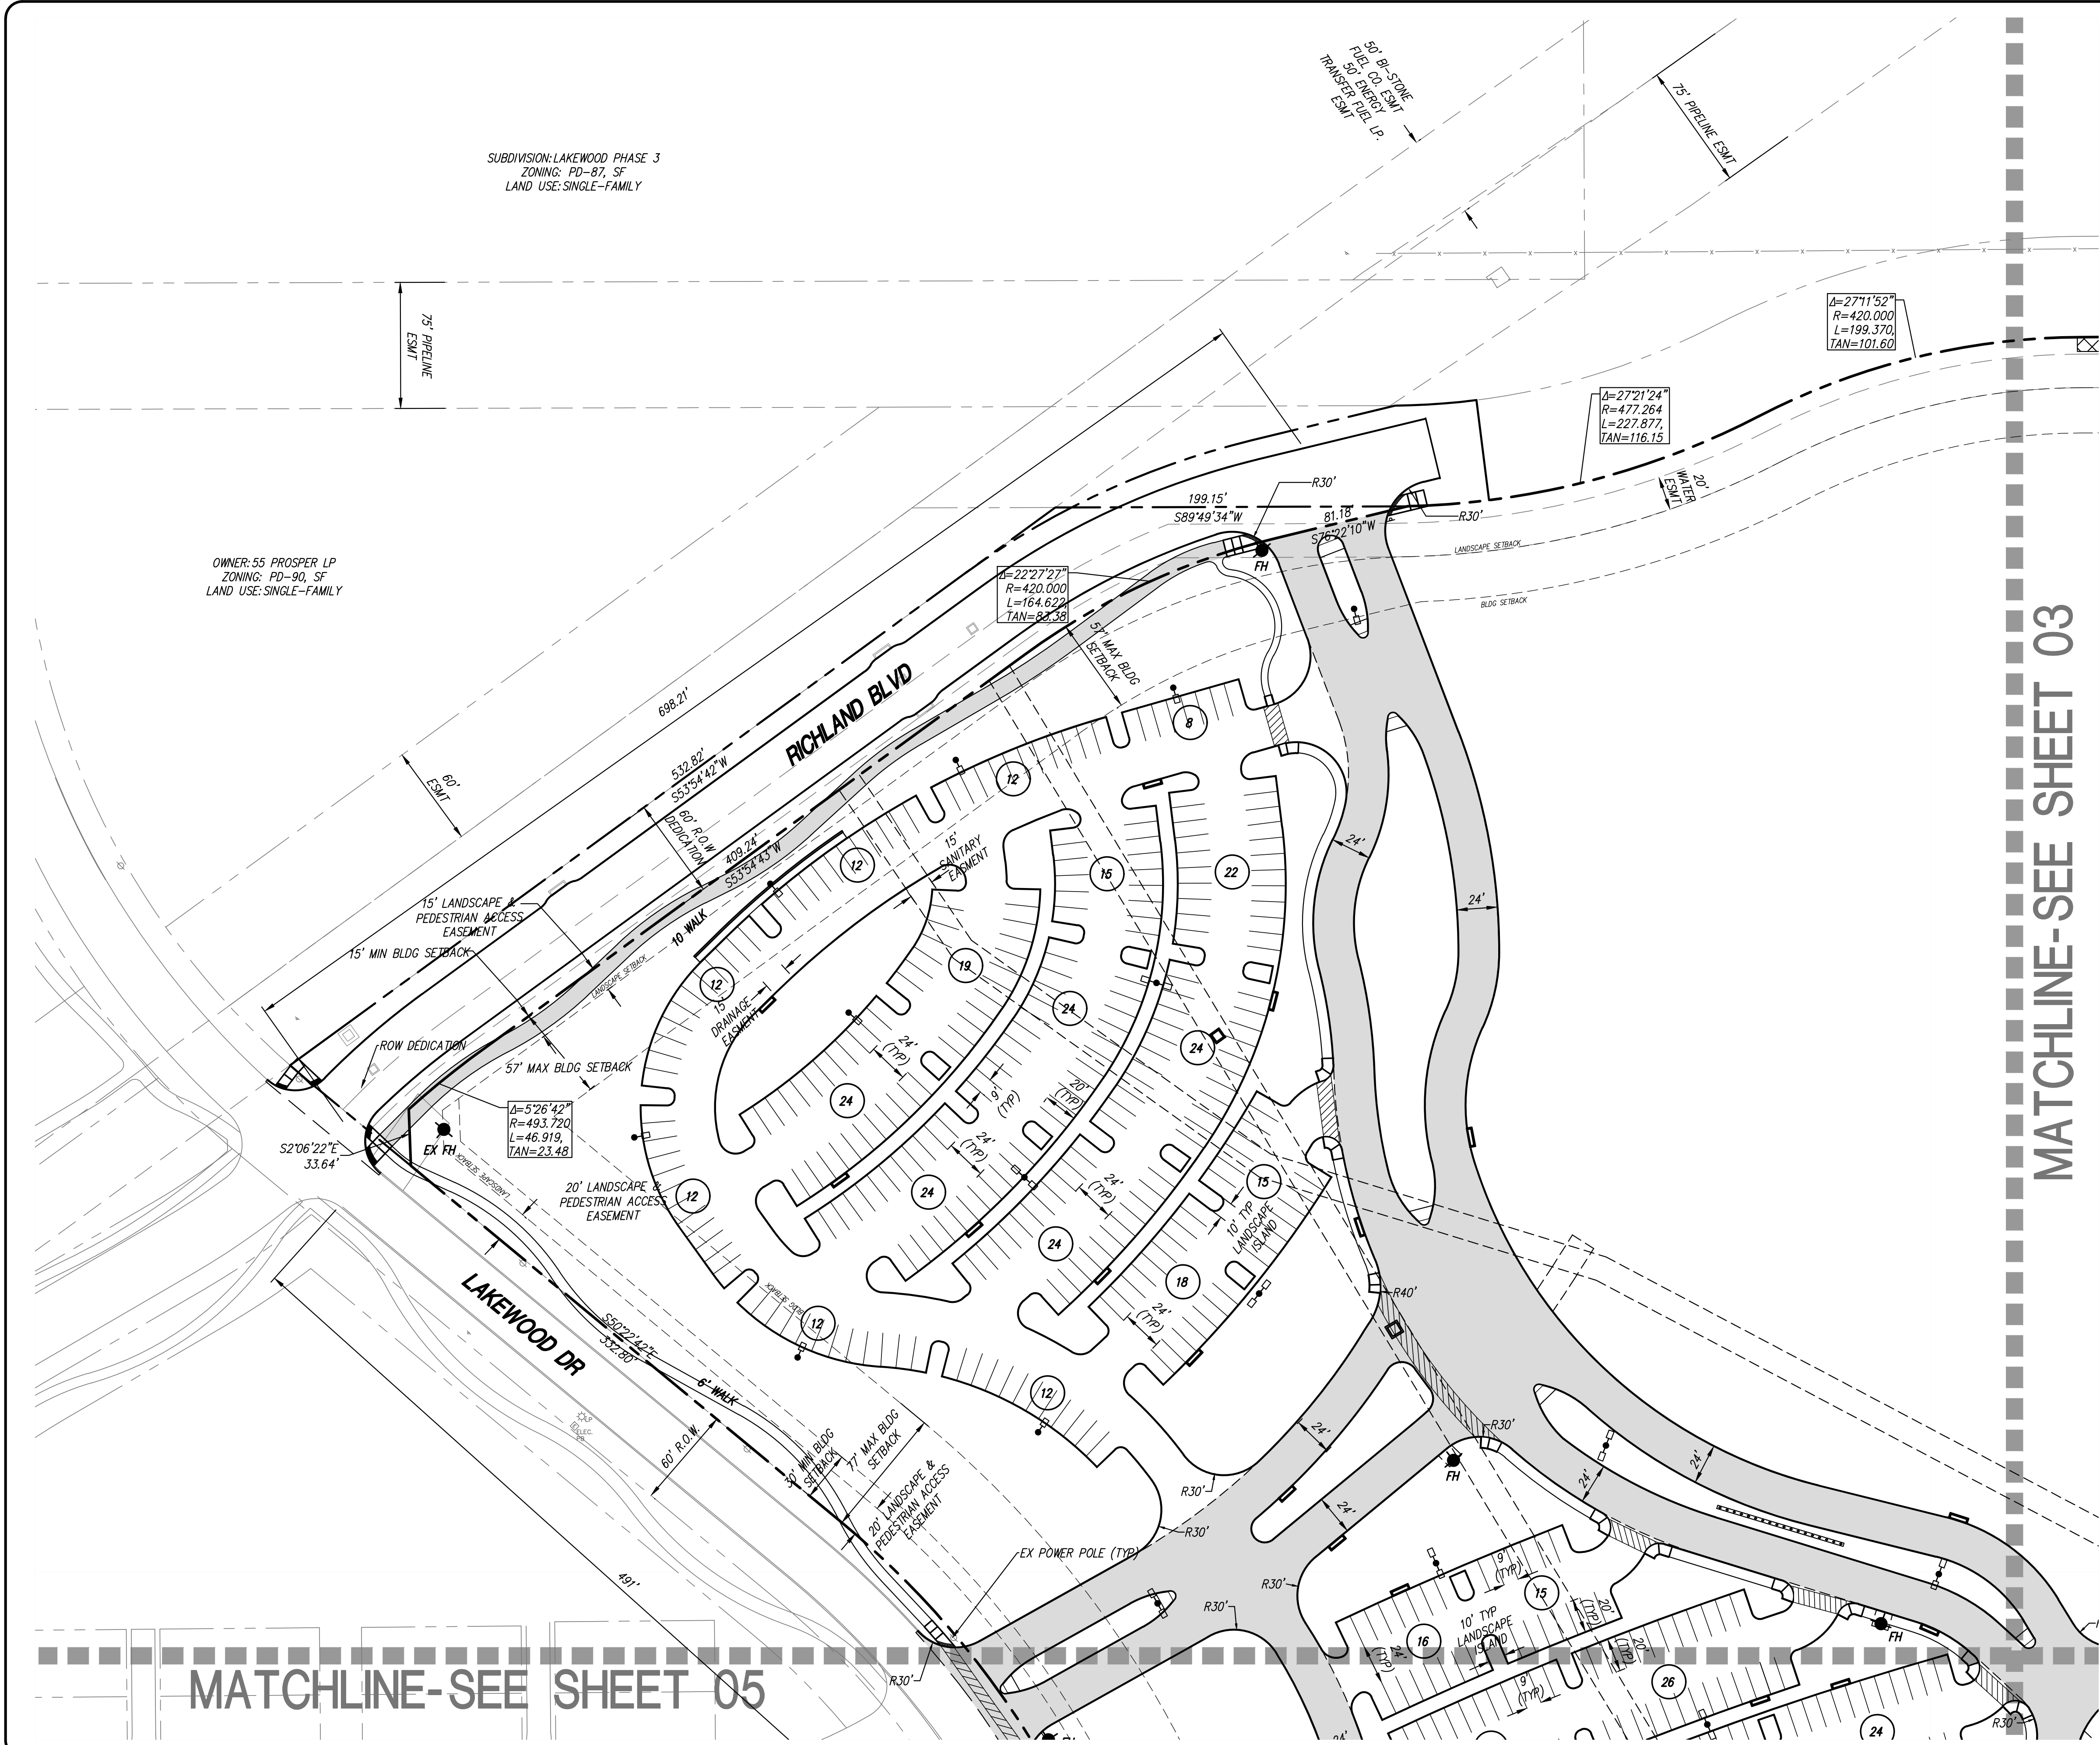 50' BI-STONE
FUEL CO. ESMT
50' ENERGY
TRANSFER FUEL LP.
ESMT
75' PIPELINE ESMT
SUBDIVISION: LAKEWOOD PHASE 3
ZONING: PD-87, SF
LAND USE: SINGLE-FAMILY
75' PIPELINE
ESMT
Δ=27°11'52"
R=420.000
L=199.370,
TAN=101.60
Δ=27°21'24"
R=477.264
L=227.877,
TAN=116.15
20'
WATER
ESMT
R30'
199.15'
S89°49'34"W
81.18
S76°22'10"W
R30'
LANDSCAPE SETBACK
BLDG SETBACK
FH
OWNER: 55 PROSPER LP
ZONING: PD-90, SF
LAND USE: SINGLE-FAMILY
Δ=22°27'27"
R=420.000
L=164.622,
TAN=83.38
57' MAX BLDG
SETBACK
MATCHLINE-SEE SHEET 03
698.21'
RICHLAND BLVD
532.82'
S53°54'42"W
60'
ESMT
60' R.O.W
DEDICATION
409.24'
S53°54'43"W
8
12
12
15'
SANITARY
EASMENT
15
22
24'
24'
15' LANDSCAPE &
PEDESTRIAN ACCESS
EASEMENT
10 WALK
15' MIN BLDG SETBACK
LANDSCAPE SETBACK
12
19
15'
DRAINAGE
EASMENT
24
24
ROW DEDICATION
57' MAX BLDG SETBACK
24'
(TYP)
9'
(TYP)
20'
(TYP)
24
Δ=5°26'42"
R=493.720
L=46.919,
TAN=23.48
S2°06'22"E
33.64'
EX FH
LANDSCAPE SETBACK
24'
(TYP)
20' LANDSCAPE &
PEDESTRIAN ACCESS
EASEMENT
12
24
24'
(TYP)
15
10' TYP
LANDSCAPE
ISLAND
24
18
24'
(TYP)
BLDG SETBACK
12
R40'
LAKEWOOD DR
S50°22'42"E
332.80'
6' WALK
12
LP
ELEC.
PB
60' R.O.W.
30' MIN BLDG
SETBACK
77' MAX BLDG
SETBACK
20' LANDSCAPE &
PEDESTRIAN ACCESS
EASEMENT
24'
R30'
FH
24'
24'
R30'
24'
R30'
EX POWER POLE (TYP)
491'
R30'
R30'
9'
(TYP)
15
20'
(TYP)
10' TYP
LANDSCAPE
ISLAND
16
24'
(TYP)
20'
(TYP)
FH
MATCHLINE-SEE SHEET 05
R30'
9'
(TYP)
26
24
R30'
24'